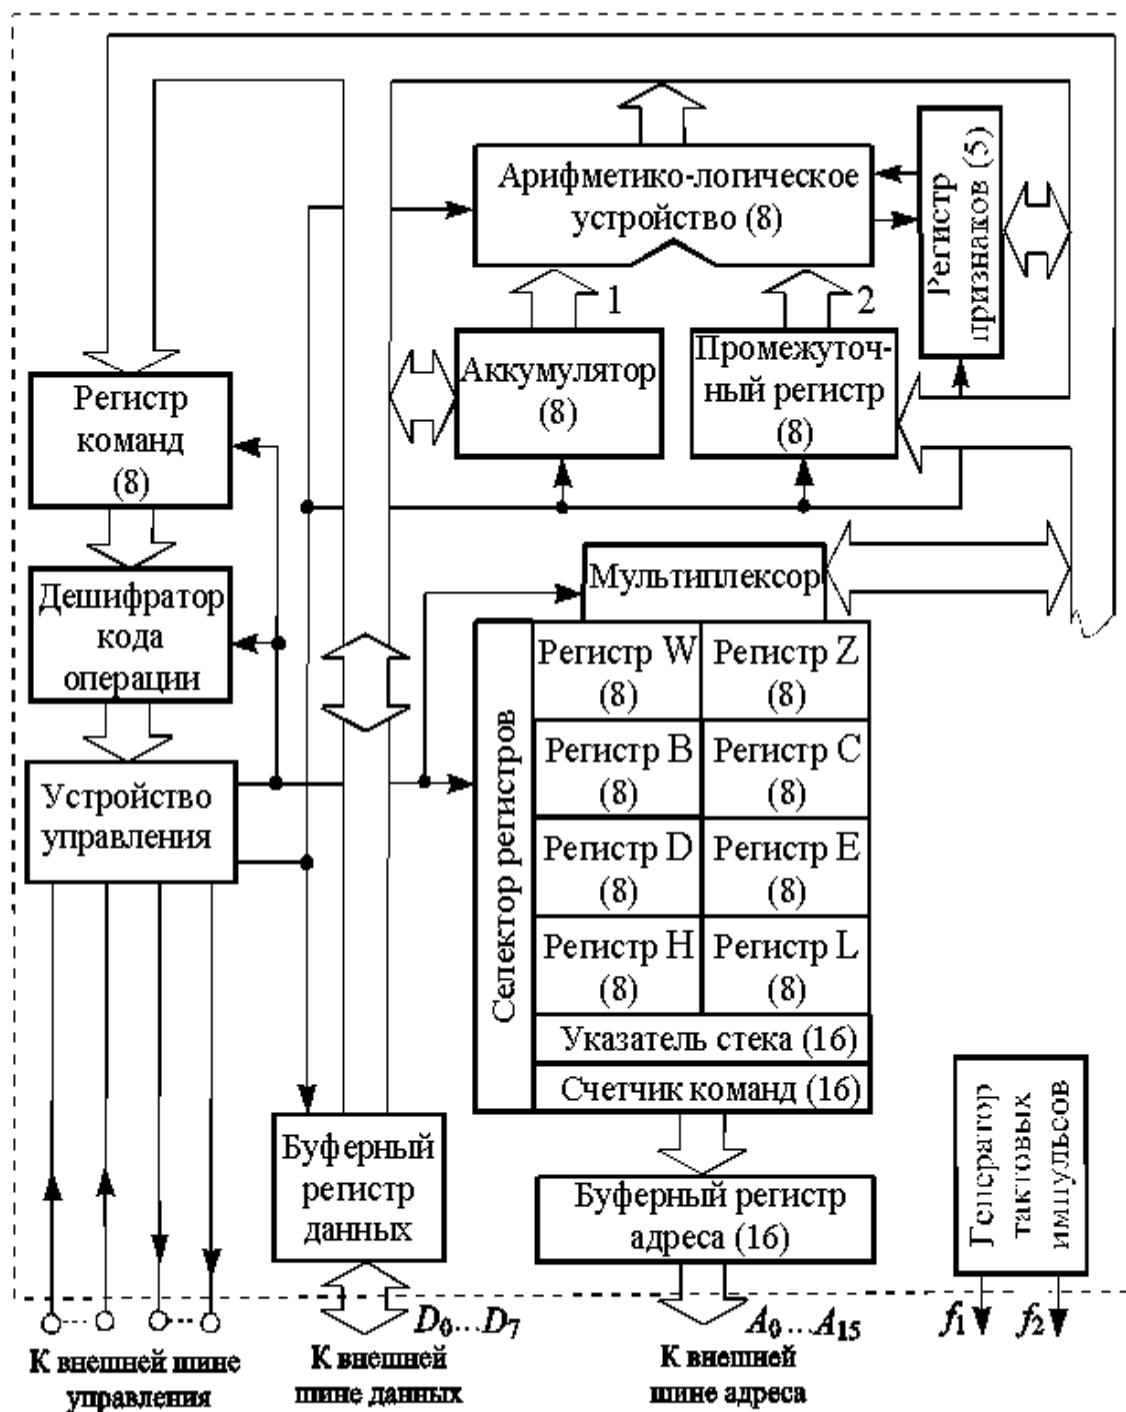 Арифметико-логическое
устройство (8)
Регистр
признаков (5)
1
2
Аккумулятор
(8)
Промежуточ-
ный регистр
(8)
Регистр
команд
(8)
Дешифратор
кода
операции
Устройство
управления
Мультиплексор
Селектор регистров
Регистр W
(8)
Регистр Z
(8)
Регистр B
(8)
Регистр C
(8)
Регистр D
(8)
Регистр E
(8)
Регистр H
(8)
Регистр L
(8)
Указатель стека (16)
Счетчик команд (16)
Буферный
регистр
данных
Буферный регистр
адреса (16)
Генератор
тактовых
импульсов
D0...D7
A0...A15
f1
f2
К внешней шине
управления
К внешней
шине данных
К внешней
шине адреса